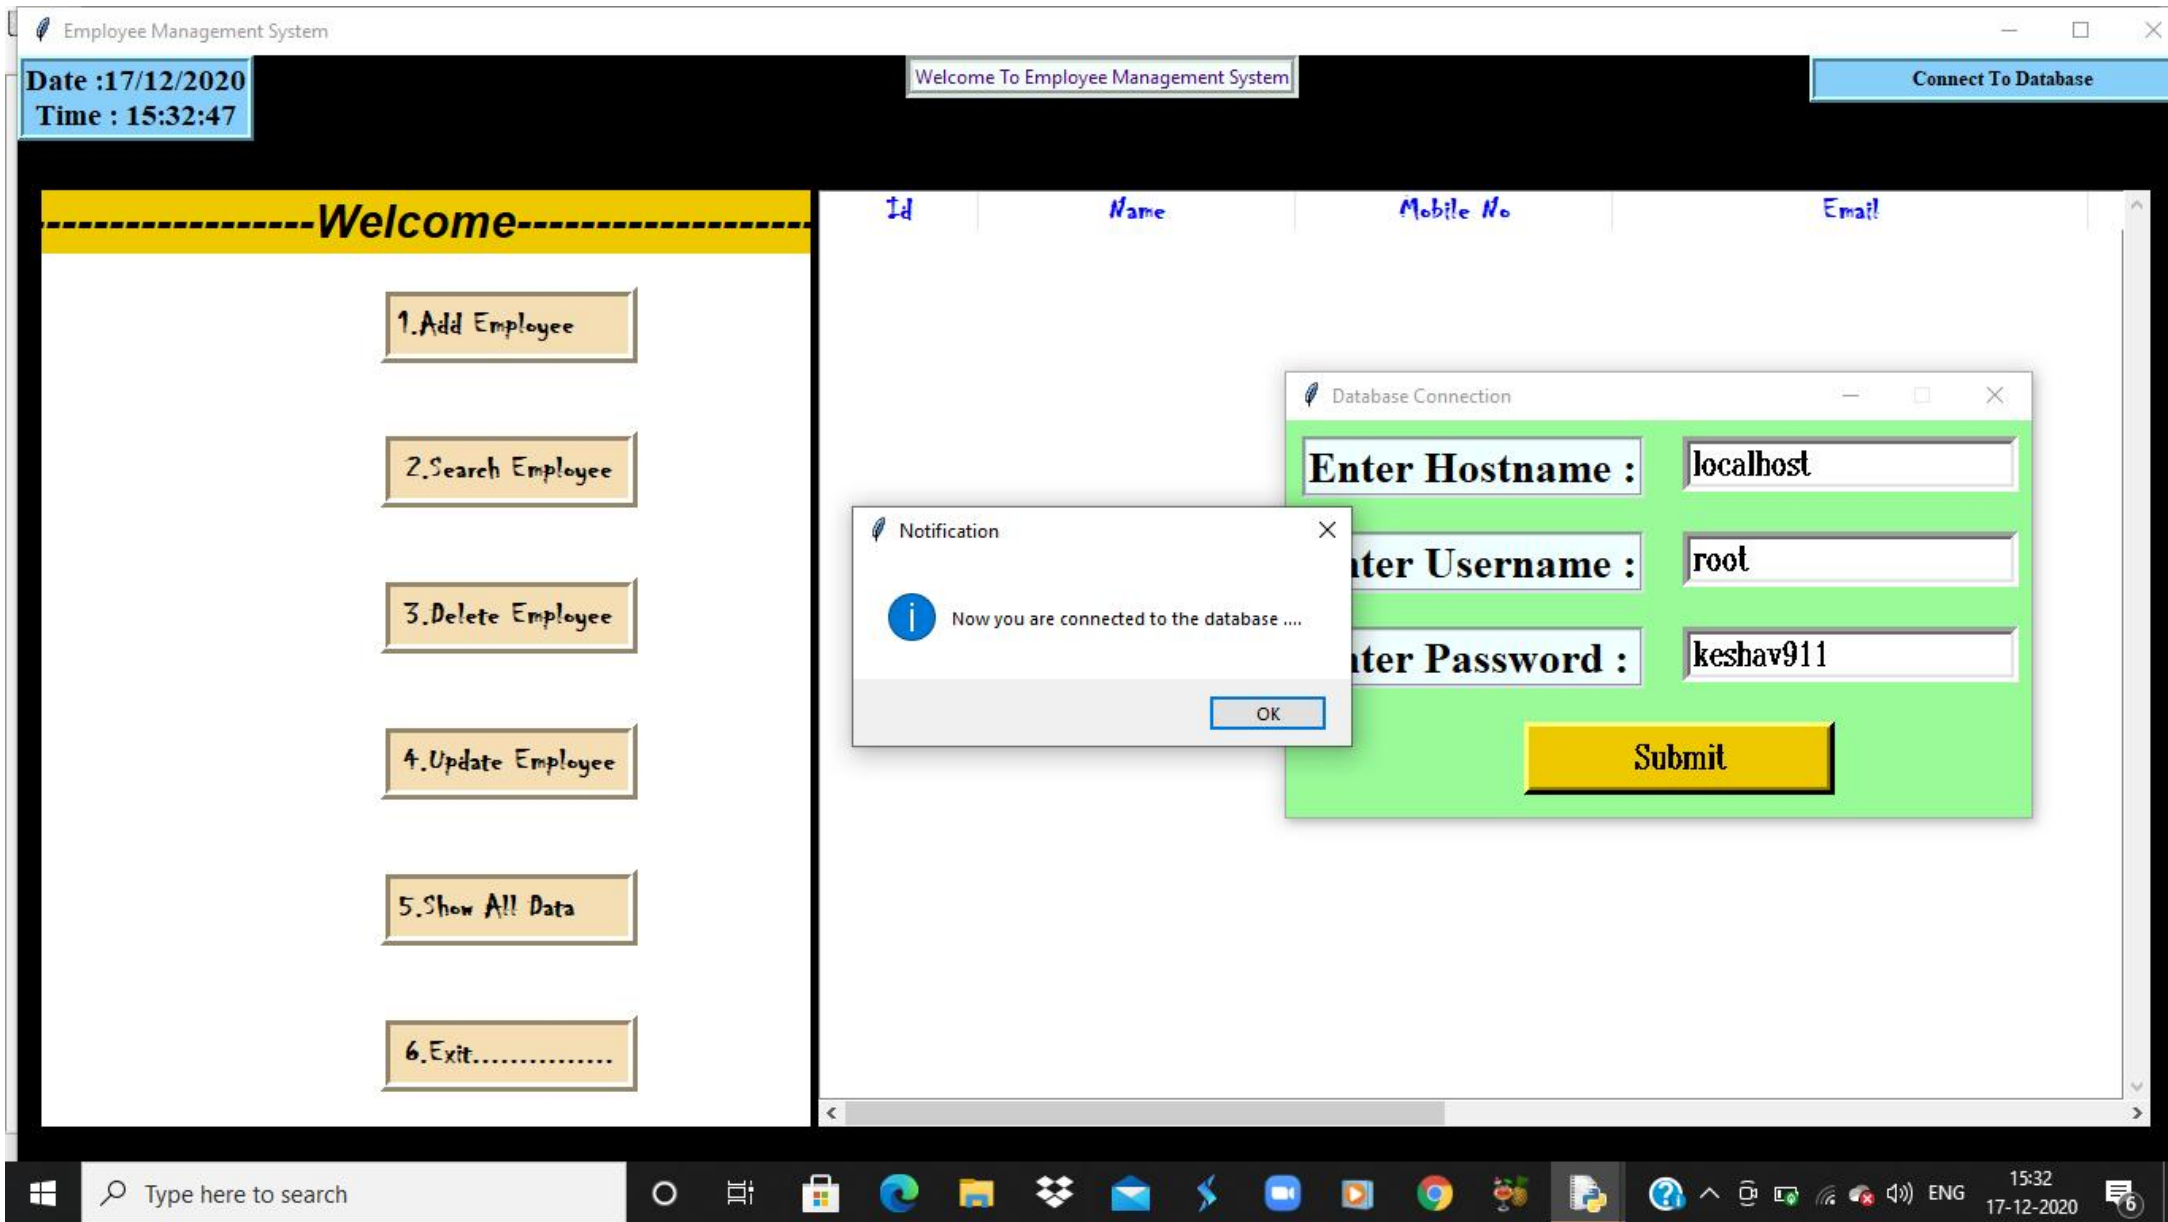 Employee Management System
Date :17/12/2020
Time : 15:32:47
Welcome To Employee Management System
Connect To Database
------------------Welcome-------------------
1.Add Employee
2.Search Employee
3.Delete Employee
4.Update Employee
5.Show All Data
6.Exit...............
Id Name Mobile No Email
Database Connection
Enter Hostname : localhost
nter Username : root
nter Password : keshav911
Submit
Notification
Now you are connected to the database ....
OK
Type here to search
ENG
15:32
17-12-2020
6